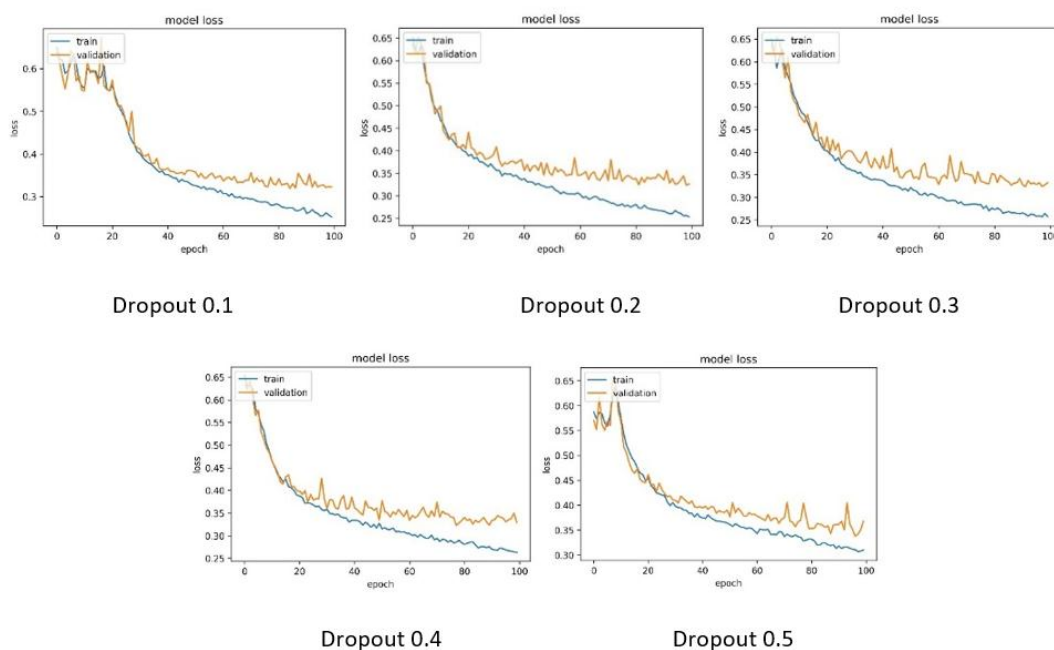 model loss
train
validation
0.6
0.5
0.4
0.3
loss
0
20
40
60
80
100
epoch
Dropout 0.1
model loss
train
validation
0.65
0.60
0.55
0.50
0.45
0.40
0.35
0.30
0.25
loss
0
20
40
60
80
100
epoch
Dropout 0.2
model loss
train
validation
0.65
0.60
0.55
0.50
0.45
0.40
0.35
0.30
0.25
loss
0
20
40
60
80
100
epoch
Dropout 0.3
model loss
train
validation
0.65
0.60
0.55
0.50
0.45
0.40
0.35
0.30
0.25
loss
0
20
40
60
80
100
epoch
Dropout 0.4
model loss
train
validation
0.65
0.60
0.55
0.50
0.45
0.40
0.35
0.30
loss
0
20
40
60
80
100
epoch
Dropout 0.5